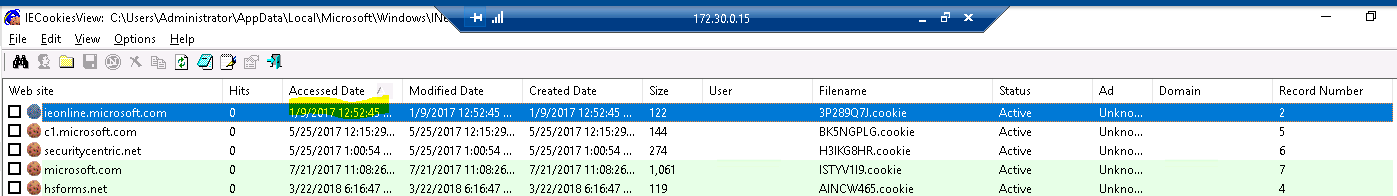 IECookiesView: C:\Users\Administrator\AppData\Local\Microsoft\Windows\INe
172.30.0.15
File Edit View Options Help
Web site Hits Accessed Date / Modified Date Created Date Size User Filename Status Ad Domain Record Number
ieonline.microsoft.com 0 1/9/2017 12:52:45 ... 1/9/2017 12:52:45 ... 1/9/2017 12:52:45 ... 122 3P289Q7J.cookie Active Unkno... 2
c1.microsoft.com 0 5/25/2017 12:15:29... 5/25/2017 12:15:29... 5/25/2017 12:15:29... 144 BK5NGPLG.cookie Active Unkno... 5
securitycentric.net 0 5/25/2017 1:00:54 ... 5/25/2017 1:00:54 ... 5/25/2017 1:00:54 ... 274 H3IKG8HR.cookie Active Unkno... 6
microsoft.com 0 7/21/2017 11:08:26... 7/21/2017 11:08:26... 7/21/2017 11:08:26... 1,061 ISTYV1I9.cookie Active Unkno... 7
hsforms.net 0 3/22/2018 6:16:47 ... 3/22/2018 6:16:47 ... 3/22/2018 6:16:47 ... 119 AINCW465.cookie Active Unkno... 4